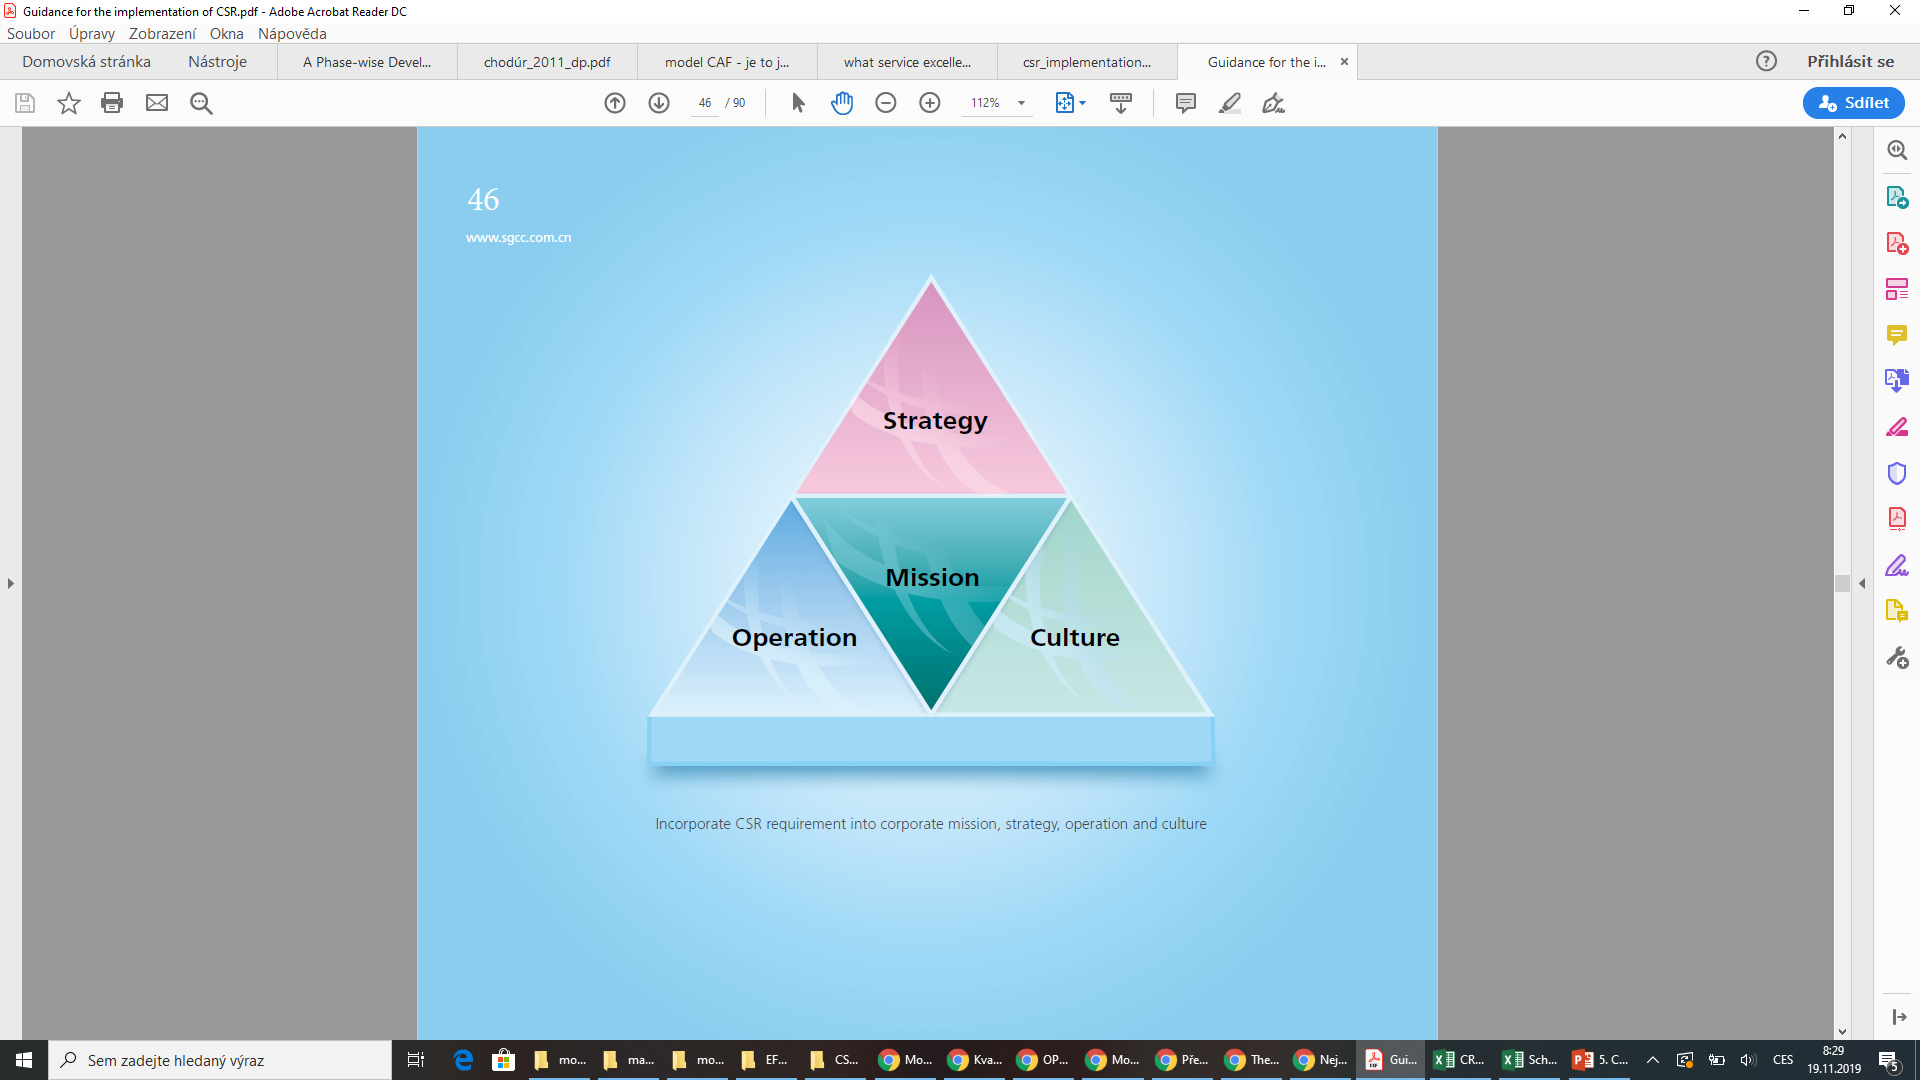 Guidance for the implementation of CSR.pdf - Adobe Acrobat Reader DC
Soubor Úpravy Zobrazení Okna Nápověda
Domovská stránka Nástroje A Phase-wise Devel... chodúr_2011_dp.pdf model CAF - je to j... what service excelle... csr_implementation... Guidance for the i... Přihlásit se
46 / 90 112% Sdílet
46
www.sgcc.com.cn
Strategy
Mission
Operation Culture
Incorporate CSR requirement into corporate mission, strategy, operation and culture
Sem zadejte hledaný výraz mo... ma... mo... EF... CS... Mo... Kva... OP... Mo... Pře... The... Nej... Gui... CR... Sch... 5. C... CES 8:29
19.11.2019 5